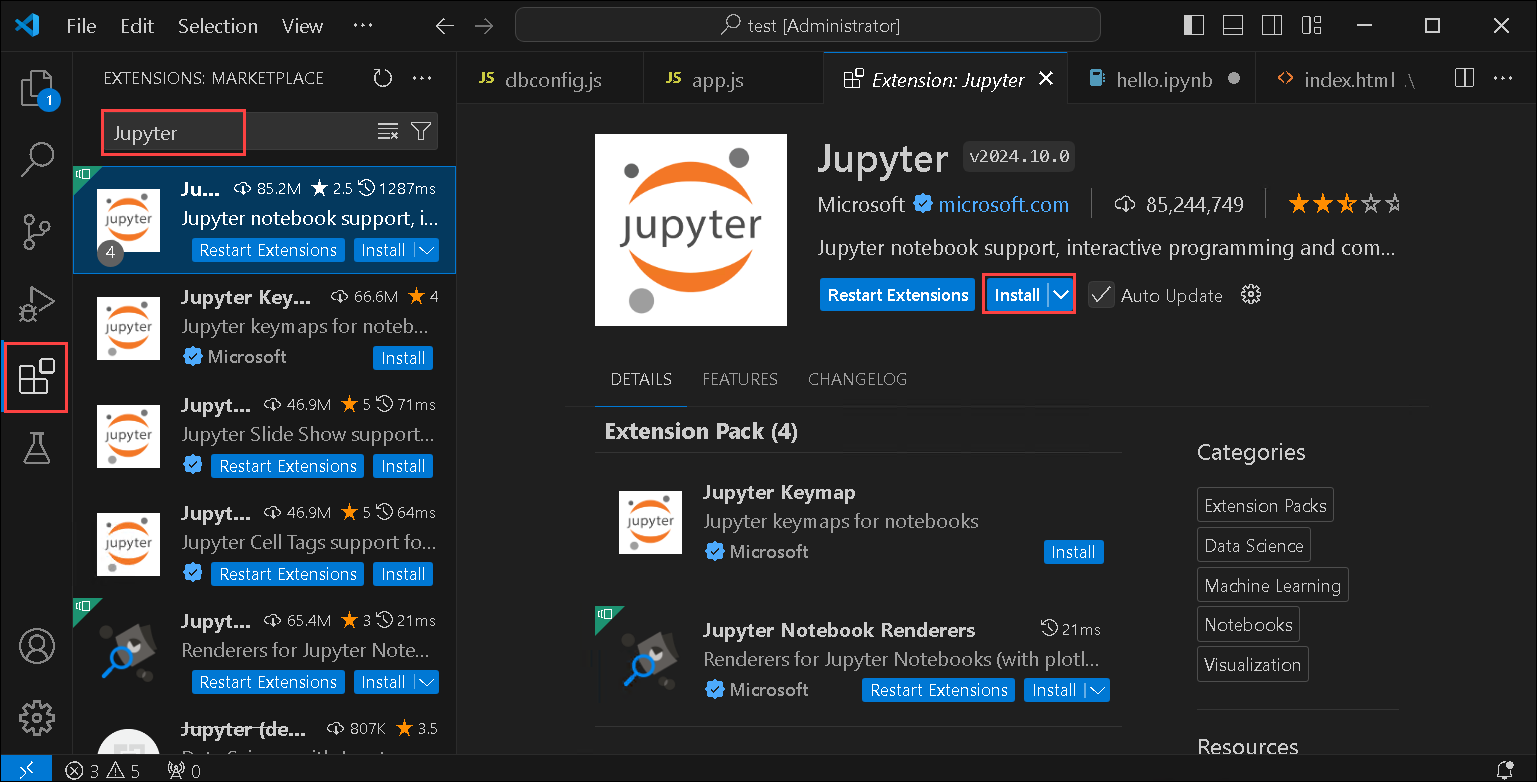 File Edit Selection View ···
test [Administrator]
1
EXTENSIONS: MARKETPLACE
Jupyter
Ju... 85.2M ★ 2.5 1287ms
Jupyter notebook support, i...
4
Restart Extensions Install
Jupyter Key... 66.6M ★ 4
Jupyter keymaps for noteb...
Microsoft Install
Jupyt... 46.9M ★ 5 71ms
Jupyter Slide Show support...
Restart Extensions Install
Jupyt... 46.9M ★ 5 64ms
Jupyter Cell Tags support fo...
Restart Extensions Install
Jupyt... 65.4M ★ 3 21ms
Renderers for Jupyter Note...
Restart Extensions Install
Jupyter (de... 807K ★ 3.5
JS dbconfig.js
JS app.js
Extension: Jupyter
hello.ipynb
<> index.html .\
jupyter
Jupyter v2024.10.0
Microsoft microsoft.com 85,244,749
Jupyter notebook support, interactive programming and com...
Restart Extensions Install Auto Update
DETAILS FEATURES CHANGELOG
Extension Pack (4)
jupyter
Jupyter Keymap
Jupyter keymaps for notebooks
Microsoft Install
Jupyter Notebook Renderers 21ms
Renderers for Jupyter Notebooks (with plotl...
Microsoft Restart Extensions Install
Categories
Extension Packs
Data Science
Machine Learning
Notebooks
Visualization
Resources
3 5 0